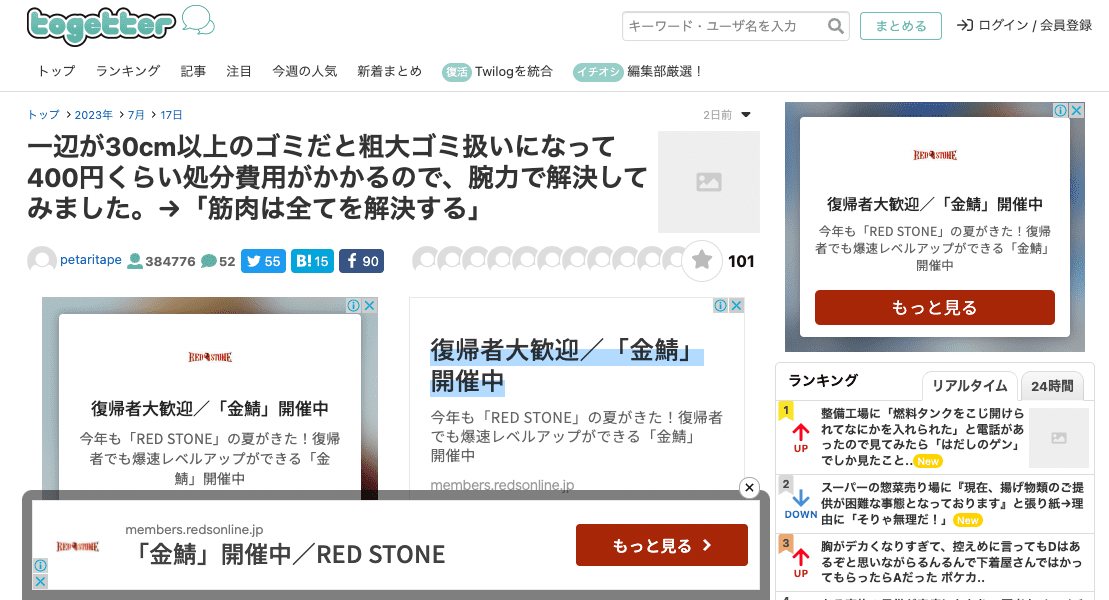 togetter
キーワード・ユーザ名を入力
まとめる
ログイン / 会員登録
トップ ランキング 記事 注目 今週の人気 新着まとめ 復活 Twilogを統合 イチオシ 編集部厳選！
トップ 2023年 7月 17日
2日前
一辺が30cm以上のゴミだと粗大ゴミ扱いになって
400円くらい処分費用がかかるので、腕力で解決して
みました。→「筋肉は全てを解決する」
petaritape 384776 52 55 B! 15 90
101
RED STONE
復帰者大歓迎／「金鯖」開催中
今年も「RED STONE」の夏がきた！復帰
者でも爆速レベルアップができる「金
鯖」開催中
復帰者大歓迎／「金鯖」
開催中
今年も「RED STONE」の夏がきた！復帰者
でも爆速レベルアップができる「金鯖」
開催中
members.redsonline.jp
RED STONE
members.redsonline.jp
「金鯖」開催中／RED STONE
もっと見る
RED STONE
復帰者大歓迎／「金鯖」開催中
今年も「RED STONE」の夏がきた！復帰
者でも爆速レベルアップができる「金鯖」
開催中
もっと見る
ランキング
リアルタイム
24時間
1
UP
整備工場に「燃料タンクをこじ開けら
れてなにかを入れられた」と電話があ
ったので見てみたら「はだしのゲン」
でしか見たこと.. New
2
DOWN
スーパーの惣菜売り場に『現在、揚げ物類のご提
供が困難な事態となっております』と張り紙→理
由に「そりゃ無理だ！」 New
3
UP
胸がデカくなりすぎて、控えめに言ってもDはあ
るぞと思いながらるんるんで下着屋さんではかっ
てもらったらAだった ボケカ..
4